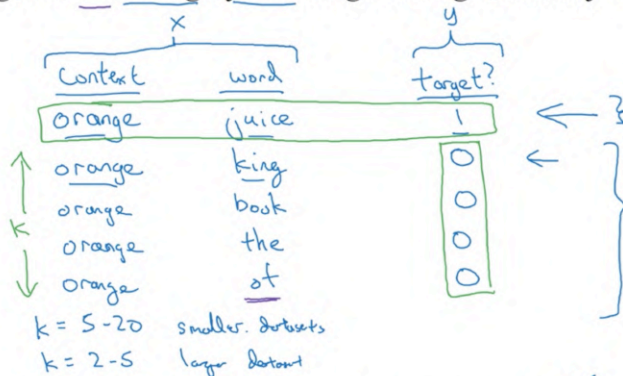 x y
Context word target?
orange juice 1
orange king 0
k orange book 0
orange the 0
orange of 0
k = 5-20 smaller datasets
k = 2-5 larger dataset